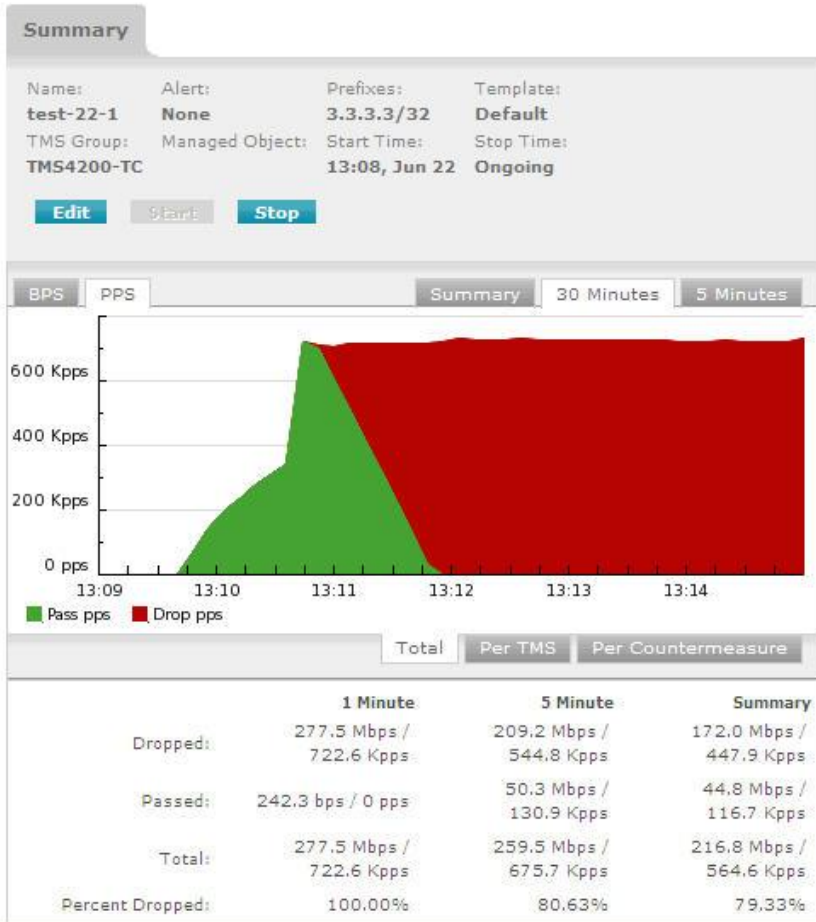 Summary
Name: Alert: Prefixes: Template:
test-22-1 None 3.3.3.3/32 Default
TMS Group: Managed Object: Start Time: Stop Time:
TMS4200-TC 13:08, Jun 22 Ongoing
Edit Start Stop
BPS PPS Summary 30 Minutes 5 Minutes
600 Kpps
400 Kpps
200 Kpps
0 pps
13:09 13:10 13:11 13:12 13:13 13:14
Pass pps Drop pps
Total Per TMS Per Countermeasure
1 Minute 5 Minute Summary
Dropped: 277.5 Mbps / 722.6 Kpps 209.2 Mbps / 544.8 Kpps 172.0 Mbps / 447.9 Kpps
Passed: 242.3 bps / 0 pps 50.3 Mbps / 130.9 Kpps 44.8 Mbps / 116.7 Kpps
Total: 277.5 Mbps / 722.6 Kpps 259.5 Mbps / 675.7 Kpps 216.8 Mbps / 564.6 Kpps
Percent Dropped: 100.00% 80.63% 79.33%